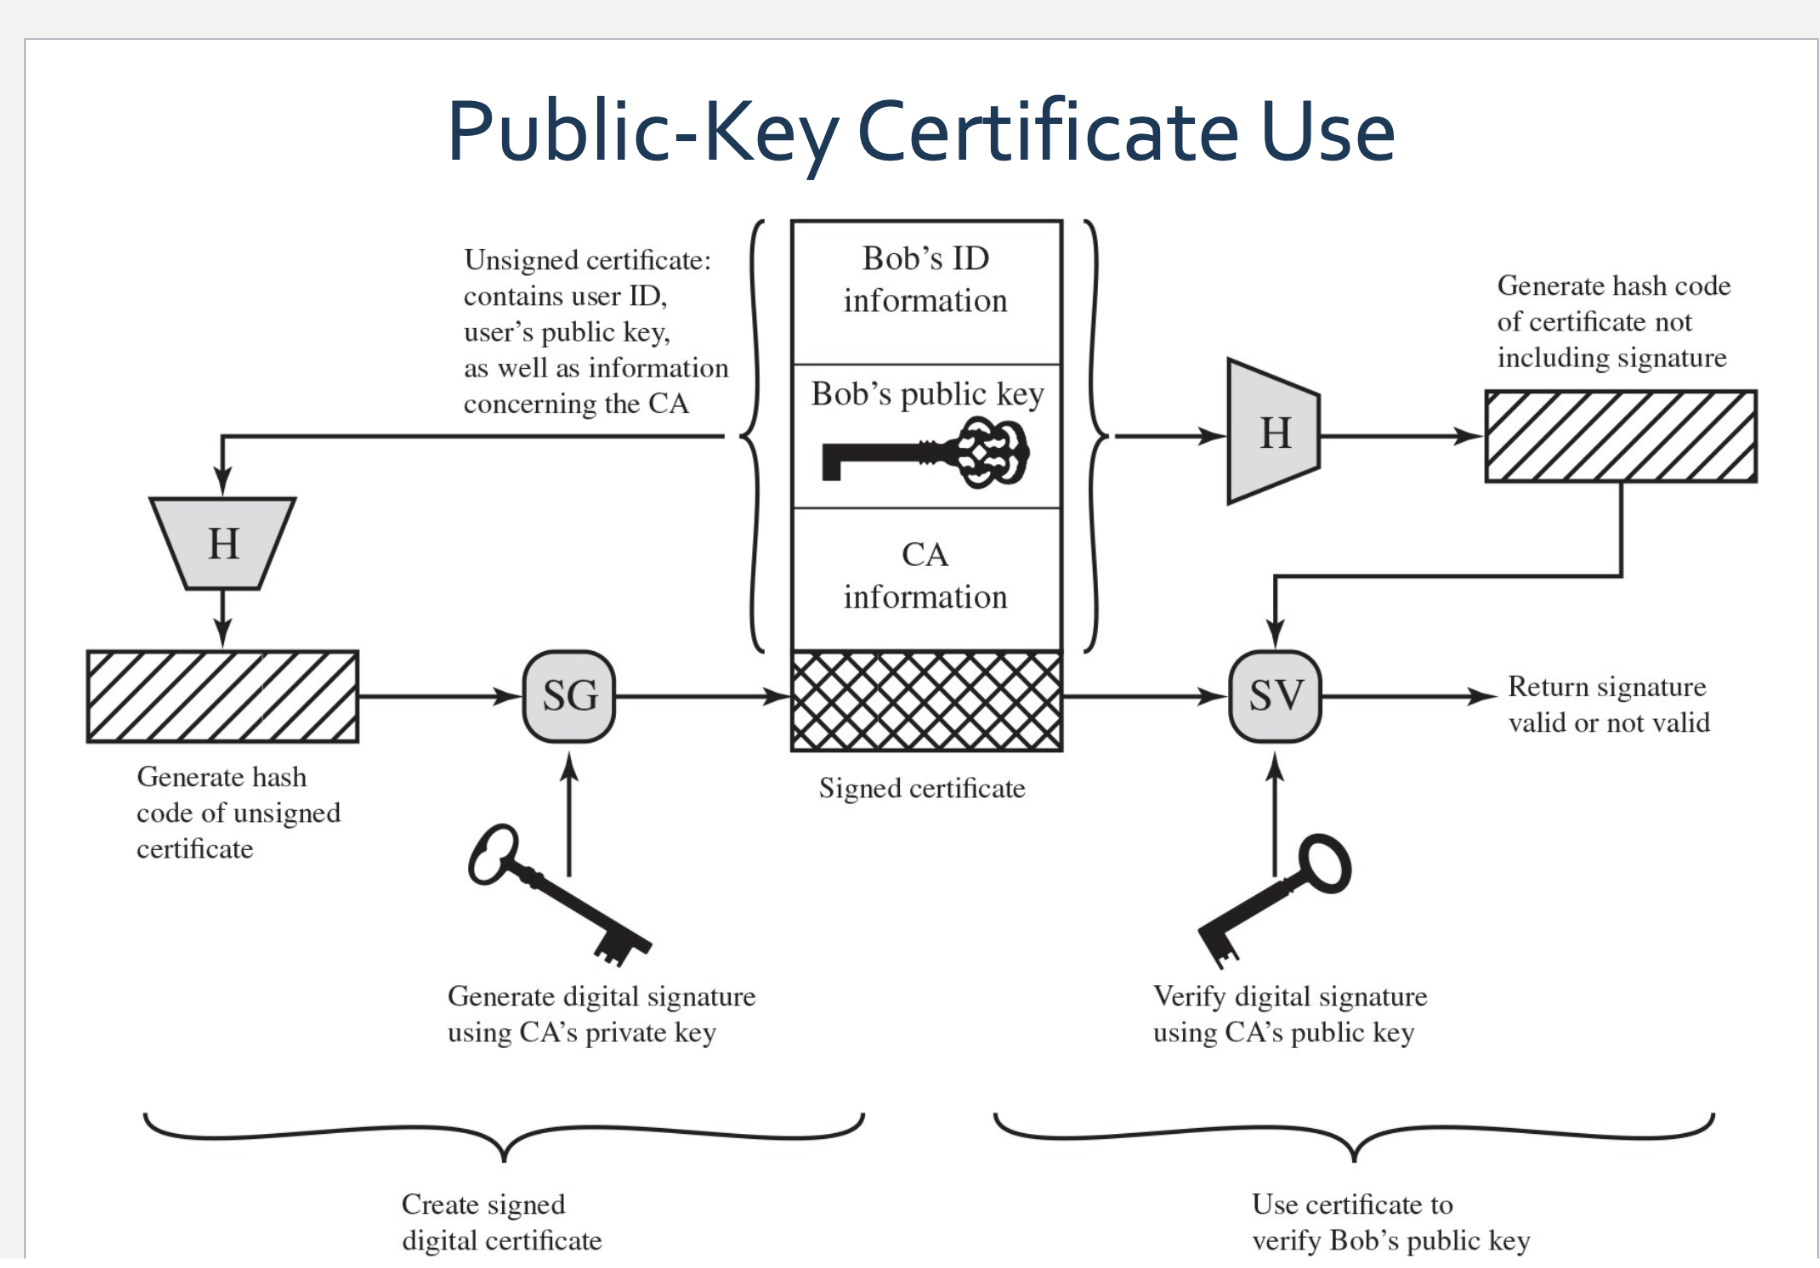 Public-Key Certificate Use
Unsigned certificate:
contains user ID,
user's public key,
as well as information
concerning the CA
Bob's ID
information
Bob's public key
CA
information
Signed certificate
H
Generate hash
code of unsigned
certificate
SG
Generate digital signature
using CA's private key
H
Generate hash code
of certificate not
including signature
SV
Return signature
valid or not valid
Verify digital signature
using CA's public key
Create signed
digital certificate
Use certificate to
verify Bob's public key